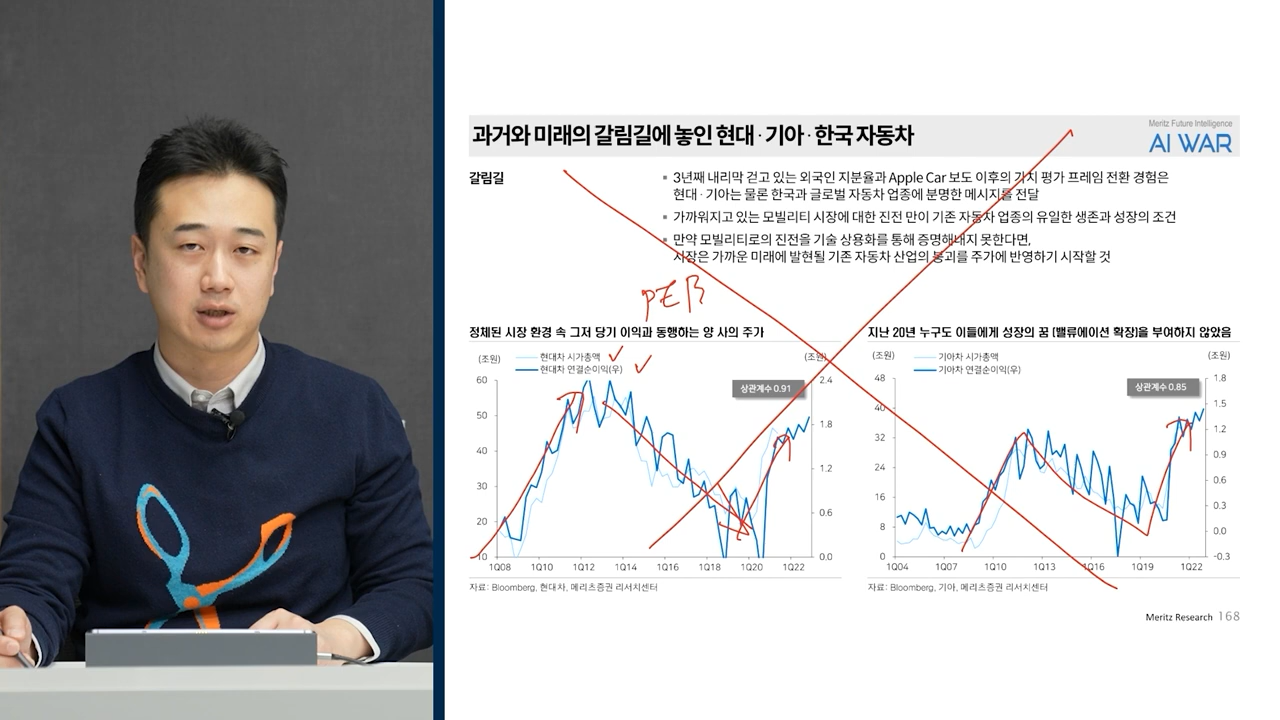 과거와 미래의 갈림길에 놓인 현대·기아·한국 자동차
Meritz Future Intelligence
AI WAR
갈림길
▪ 3년째 내리막 걷고 있는 외국인 지분율과 Apple Car 보도 이후의 가치 평가 프레임 전환 경험은
현대·기아는 물론 한국과 글로벌 자동차 업종에 분명한 메시지를 전달
▪ 가까워지고 있는 모빌리티 시장에 대한 진전 만이 기존 자동차 업종의 유일한 생존과 성장의 조건
▪ 만약 모빌리티로의 진전을 기술 상용화를 통해 증명해내지 못한다면,
시장은 가까운 미래에 발현될 기존 자동차 산업의 붕괴를 주가에 반영하기 시작할 것
PER
정체된 시장 환경 속 그저 당기 이익과 동행하는 양 사의 주가
(조원)
현대차 시가총액
현대차 연결순이익(우)
(조원)
상관계수 0.91
60
50
40
30
20
10
2.4
1.8
1.2
0.6
0.0
1Q08 1Q10 1Q12 1Q14 1Q16 1Q18 1Q20 1Q22
자료: Bloomberg, 현대차, 메리츠증권 리서치센터
지난 20년 누구도 이들에게 성장의 꿈 (밸류에이션 확장)을 부여하지 않았음
(조원)
기아차 시가총액
기아차 연결순이익(우)
(조원)
상관계수 0.85
48
40
32
24
16
8
0
1.8
1.5
1.2
0.9
0.6
0.3
0.0
-0.3
1Q04 1Q07 1Q10 1Q13 1Q16 1Q19 1Q22
자료: Bloomberg, 기아, 메리츠증권 리서치센터
Meritz Research 168